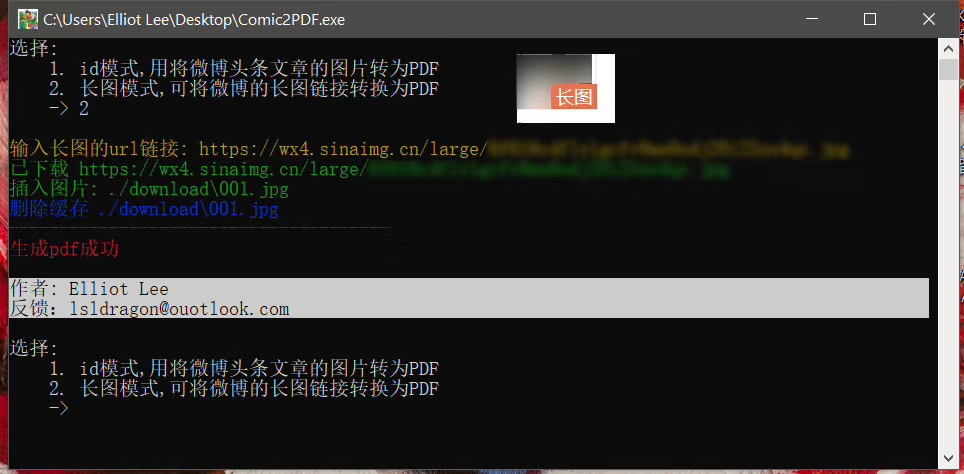 C:\Users\Elliot Lee\Desktop\Comic2PDF.exe
选择:
1. id模式,用将微博头条文章的图片转为PDF
2. 长图模式,可将微博的长图链接转换为PDF
-> 2
长图
输入长图的url链接: https://wx4.sinaimg.cn/large/
已下载 https://wx4.sinaimg.cn/large/
插入图片: ./download\001.jpg
删除缓存 ./download\001.jpg
---------------------------------------
生成pdf成功
作者: Elliot Lee
反馈: lsldragon@ouotlook.com
选择:
1. id模式,用将微博头条文章的图片转为PDF
2. 长图模式,可将微博的长图链接转换为PDF
->